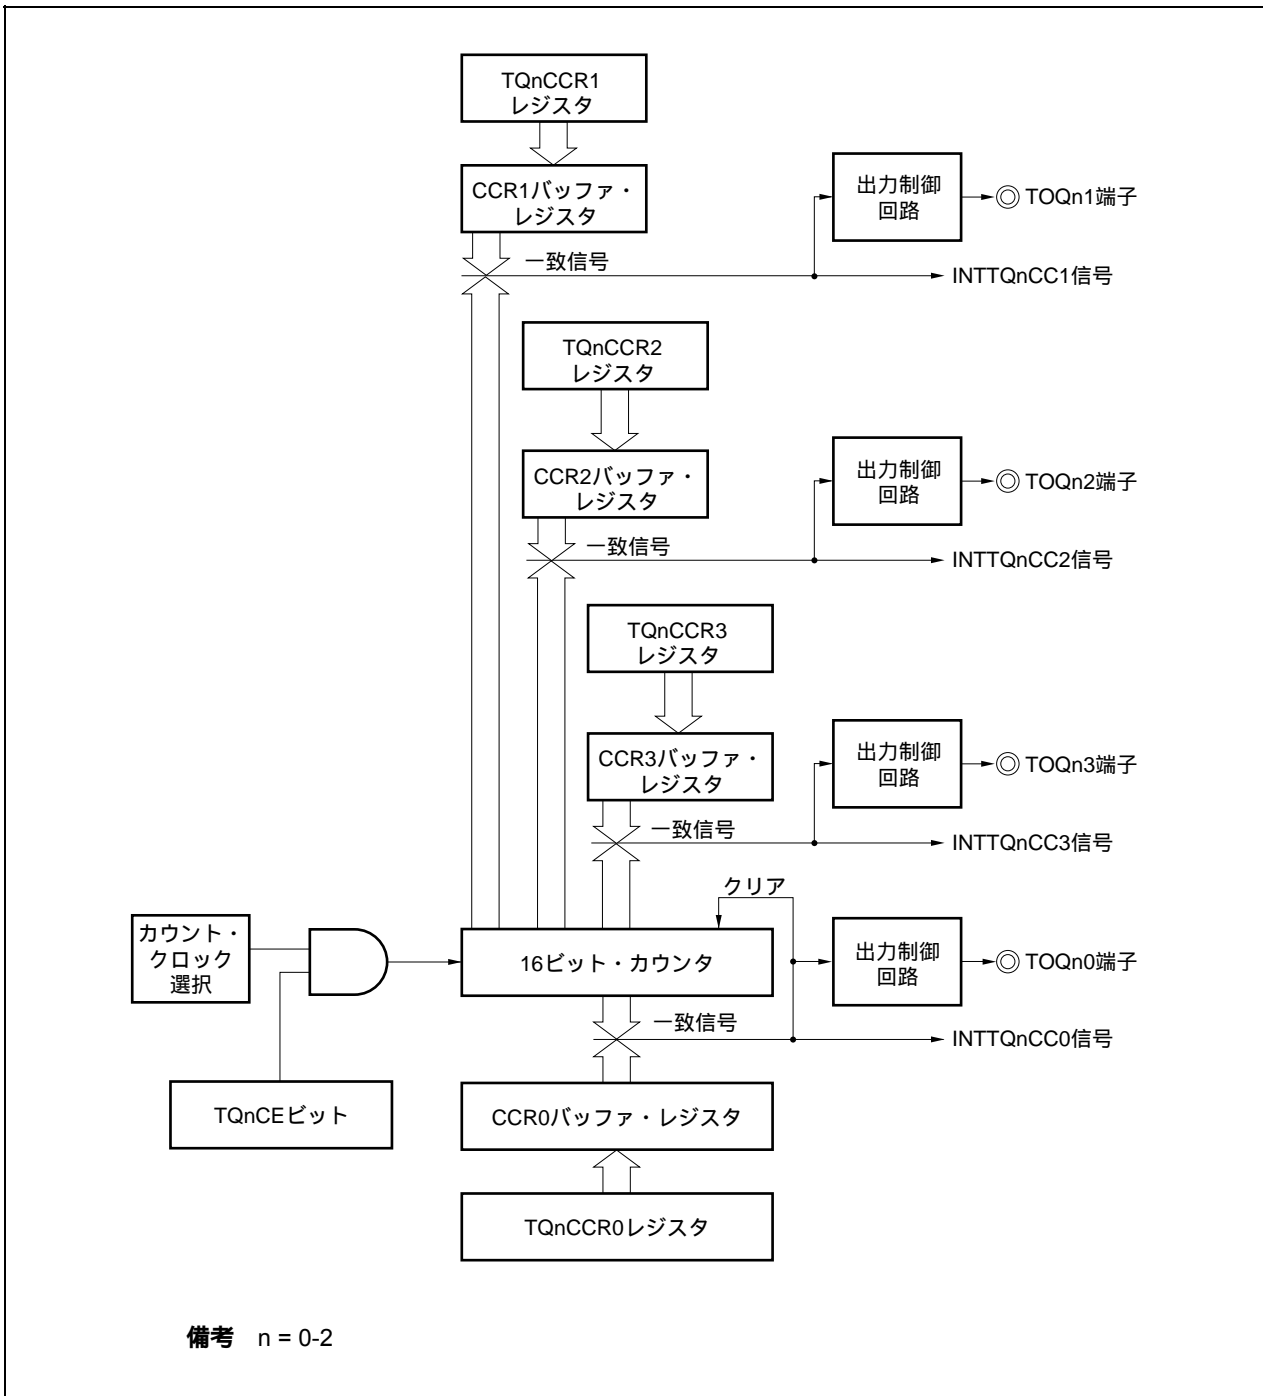 TQnCCR1
レジスタ
CCR1バッファ・
レジスタ
出力制御
回路
TOQn1端子
一致信号
INTTQnCC1信号
TQnCCR2
レジスタ
CCR2バッファ・
レジスタ
出力制御
回路
TOQn2端子
一致信号
INTTQnCC2信号
TQnCCR3
レジスタ
CCR3バッファ・
レジスタ
出力制御
回路
TOQn3端子
一致信号
INTTQnCC3信号
クリア
カウント・
クロック
選択
16ビット・カウンタ
出力制御
回路
TOQn0端子
一致信号
INTTQnCC0信号
TQnCEビット
CCR0バッファ・レジスタ
TQnCCR0レジスタ
備考 n = 0-2